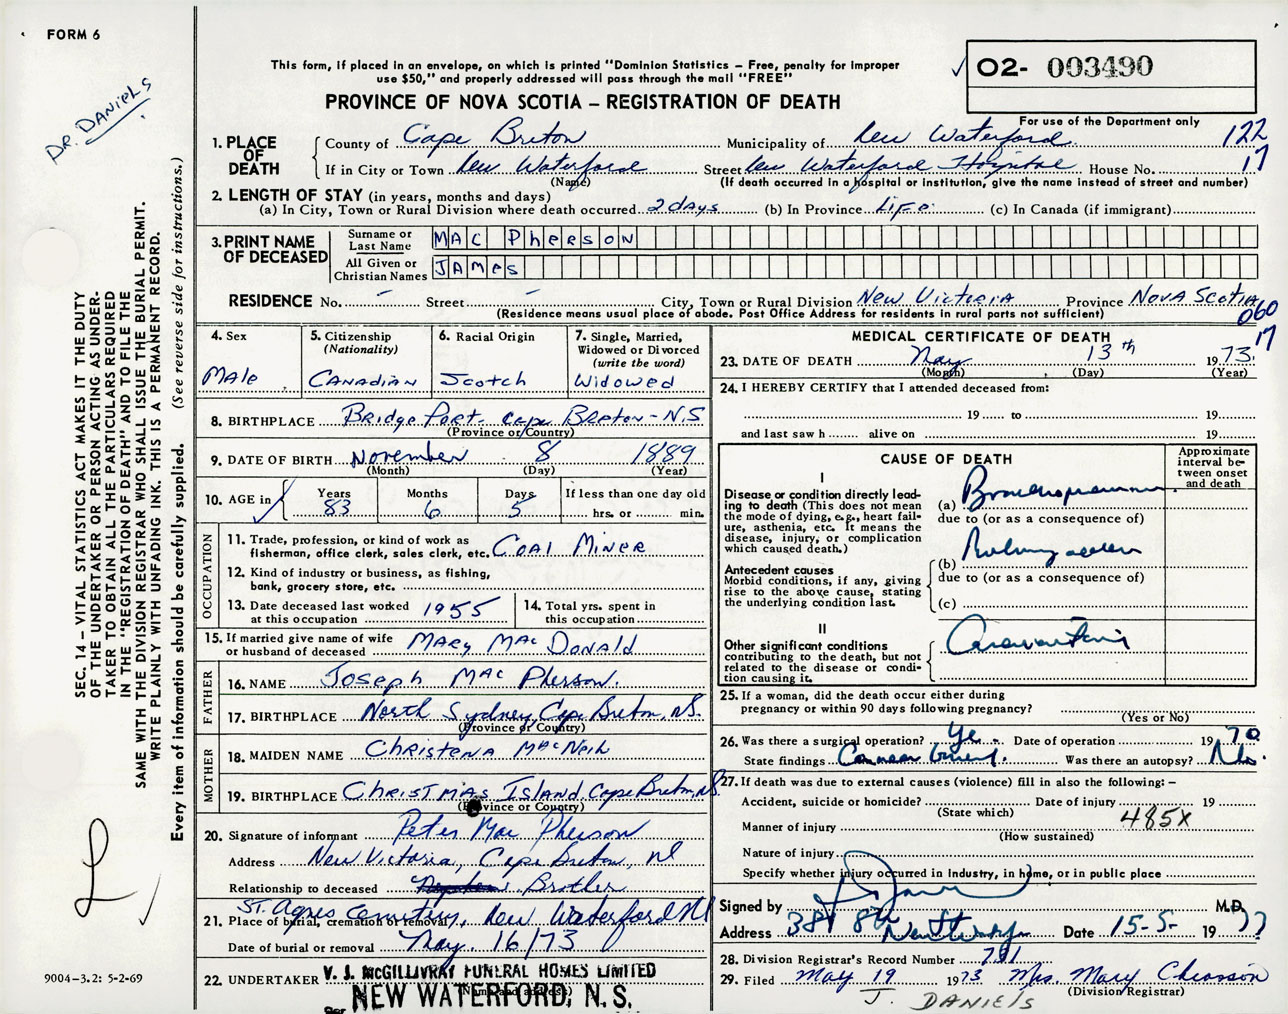 FORM 6
DR. DANIELS
This form, if placed in an envelope, on which is printed "Dominion Statistics – Free, penalty for improper
use $50," and properly addressed will pass through the mail "FREE"
PROVINCE OF NOVA SCOTIA – REGISTRATION OF DEATH
✓ O2- 003490
For use of the Department only
122
17
1. PLACE OF DEATH
County of Cape Breton Municipality of New Waterford
If in City or Town New Waterford Street New Waterford Hospital House No.
(Name) (If death occurred in a hospital or institution, give the name instead of street and number)
2. LENGTH OF STAY (in years, months and days)
(a) In City, Town or Rural Division where death occurred 2 days (b) In Province Life (c) In Canada (if immigrant)
3. PRINT NAME OF DECEASED
Surname or Last Name MAC PHERSON
All Given or Christian Names JAMES
RESIDENCE No. – Street – City, Town or Rural Division New Victoria Province Nova Scotia
(Residence means usual place of abode. Post Office Address for residents in rural parts not sufficient)
060
17
4. Sex Male
5. Citizenship (Nationality) Canadian
6. Racial Origin Scotch
7. Single, Married, Widowed or Divorced (write the word) Widowed
8. BIRTHPLACE Bridge Port - Cape Breton - N.S
(Province or Country)
9. DATE OF BIRTH November 8 1889
(Month) (Day) (Year)
10. AGE in Years 83 Months 6 Days 5 If less than one day old hrs. or min.
OCCUPATION
11. Trade, profession, or kind of work as
fisherman, office clerk, sales clerk, etc. Coal Miner
12. Kind of industry or business, as fishing,
bank, grocery store, etc.
13. Date deceased last worked at this occupation 1955
14. Total yrs. spent in this occupation
15. If married give name of wife or husband of deceased Mary Mac Donald
FATHER
16. NAME Joseph Mac Pherson.
17. BIRTHPLACE North Sydney, Cape Breton, N.S.
(Province or Country)
MOTHER
18. MAIDEN NAME Christena MacNeil
19. BIRTHPLACE Christmas Island Cape Breton, N.S.
(Province or Country)
20. Signature of informant Peter Mac Pherson
Address New Victoria, Cape Breton, NS
Relationship to deceased Brother
21. Place of burial, cremation or removal St. Agnes Cemetery, New Waterford NS
Date of burial or removal May. 16/73
22. UNDERTAKER V. J. McGILLIVRAY FUNERAL HOMES LIMITED
(Name and address)
NEW WATERFORD, N. S.
Per
MEDICAL CERTIFICATE OF DEATH
23. DATE OF DEATH May 13th 1973.
(Month) (Day) (Year)
24. I HEREBY CERTIFY that I attended deceased from:
19 to 19
and last saw h alive on 19
CAUSE OF DEATH
Approximate interval between onset and death
I
Disease or condition directly lead-
ing to death (This does not mean
the mode of dying, e.g., heart fail-
ure, asthenia, etc. It means the
disease, injury, or complication
which caused death.)
(a) Bronchopneumonia
due to (or as a consequence of)
Antecedent causes
Morbid conditions, if any, giving
rise to the above cause, stating
the underlying condition last.
(b)
due to (or as a consequence of)
(c)
II
Other significant conditions
contributing to the death, but not
related to the disease or condi-
tion causing it.
25. If a woman, did the death occur either during
pregnancy or within 90 days following pregnancy?
(Yes or No)
26. Was there a surgical operation? Yes Date of operation 1970
State findings Was there an autopsy? No.
27. If death was due to external causes (violence) fill in also the following: –
Accident, suicide or homicide? Date of injury 19
(State which)
485X
Manner of injury
(How sustained)
Nature of injury
Specify whether injury occurred in industry, in home, or in public place
Signed by M.D.
Address 381 8th Date 15-5- 19
28. Division Registrar's Record Number
29. Filed May 19 1973 Mrs. Mary Chiasson
(Division Registrar)
J. DANIELS
SEC. 14 – VITAL STATISTICS ACT MAKES IT THE DUTY
OF THE UNDERTAKER OR PERSON ACTING AS UNDER-
TAKER TO OBTAIN ALL THE PARTICULARS REQUIRED
IN THE "REGISTRATION OF DEATH" AND TO FILE THE
SAME WITH THE DIVISION REGISTRAR WHO SHALL ISSUE THE BURIAL PERMIT.
WRITE PLAINLY WITH UNFADING INK. THIS IS A PERMANENT RECORD.
Every item of information should be carefully supplied. (See reverse side for instructions.)
9004-3.2: 5-2-69